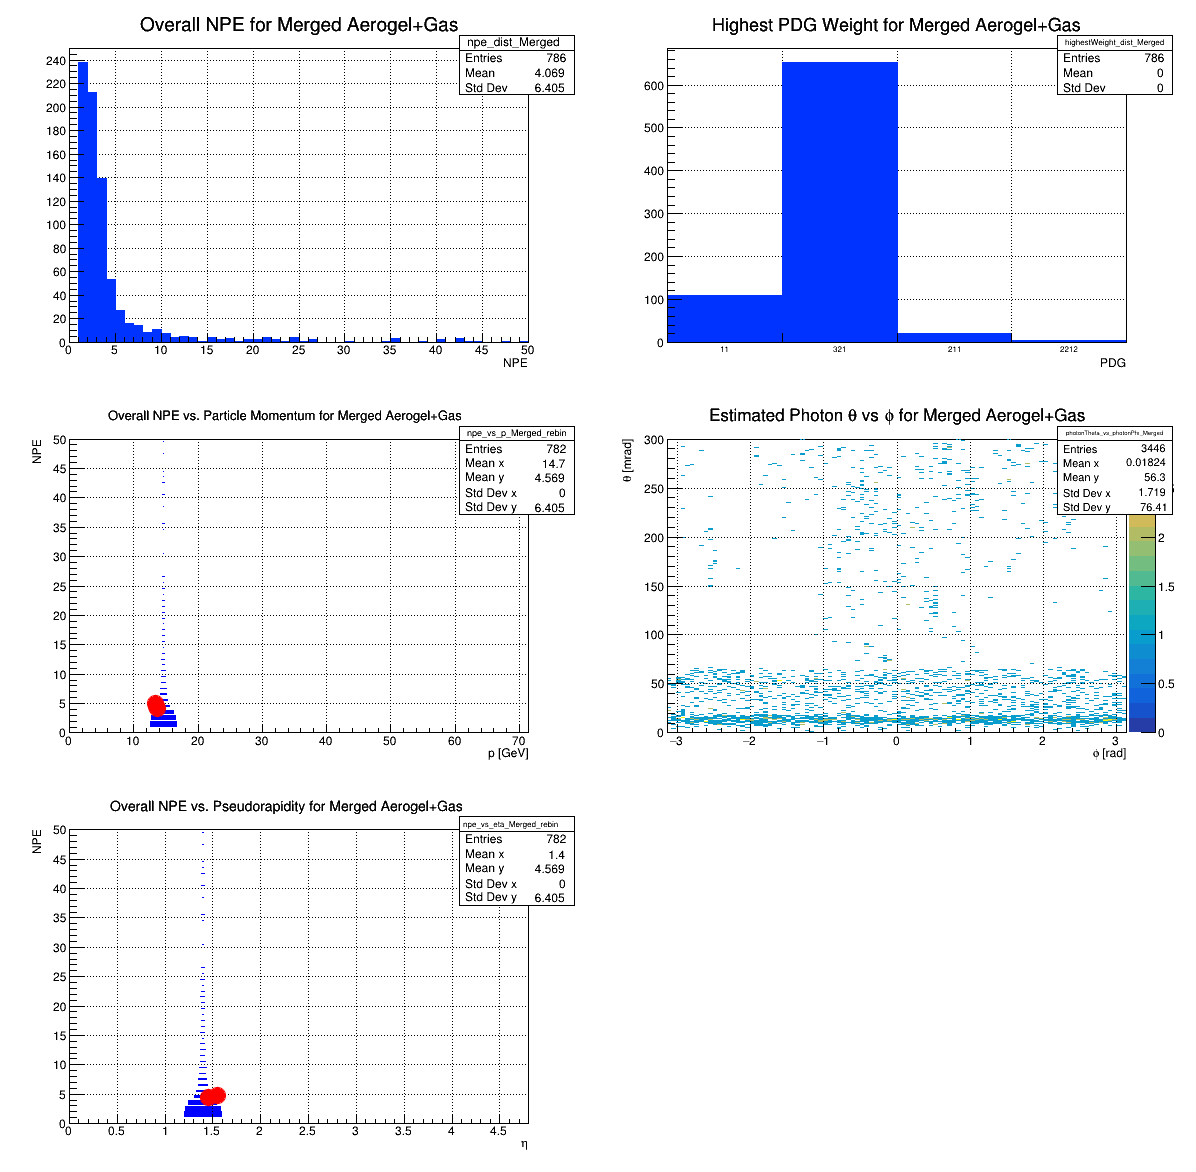 Overall NPE for Merged Aerogel+Gas
npe_dist_Merged
Entries 786
Mean 4.069
Std Dev 6.405
240
220
200
180
160
140
120
100
80
60
40
20
0
0 5 10 15 20 25 30 35 40 45 50
NPE
Highest PDG Weight for Merged Aerogel+Gas
highestWeight_dist_Merged
Entries 786
Mean 0
Std Dev 0
600
500
400
300
200
100
0
11 321 211 2212
PDG
Overall NPE vs. Particle Momentum for Merged Aerogel+Gas
npe_vs_p_Merged_rebin
Entries 782
Mean x 14.7
Mean y 4.569
Std Dev x 0
Std Dev y 6.405
NPE
50
45
40
35
30
25
20
15
10
5
0
0 10 20 30 40 50 60 70
p [GeV]
Estimated Photon θ vs ϕ for Merged Aerogel+Gas
photonTheta_vs_photonPhi_Merged
Entries 3446
Mean x 0.01824
Mean y 56.3
Std Dev x 1.719
Std Dev y 76.41
θ [mrad]
300
250
200
150
100
50
0
−3 −2 −1 0 1 2 3
ϕ [rad]
2
1.5
1
0.5
0
Overall NPE vs. Pseudorapidity for Merged Aerogel+Gas
npe_vs_eta_Merged_rebin
Entries 782
Mean x 1.4
Mean y 4.569
Std Dev x 0
Std Dev y 6.405
NPE
50
45
40
35
30
25
20
15
10
5
0
0 0.5 1 1.5 2 2.5 3 3.5 4 4.5
η